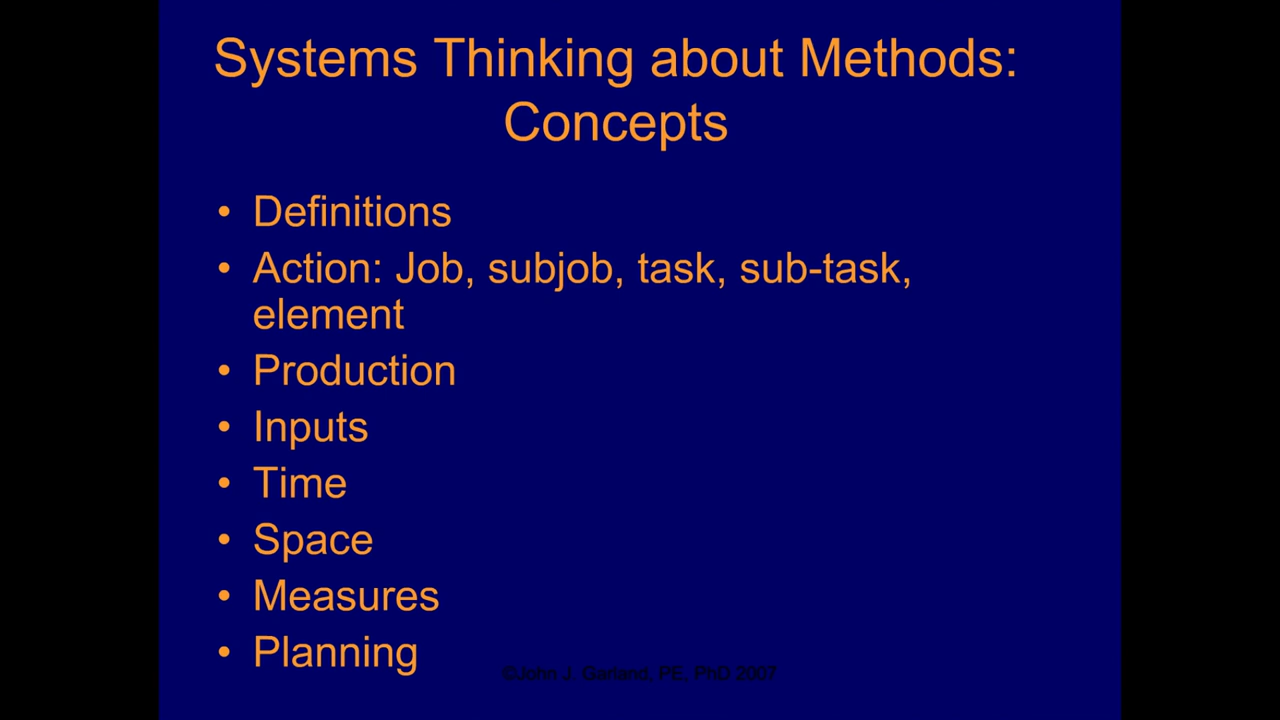 Systems Thinking about Methods:
Concepts
• Definitions
• Action: Job, subjob, task, sub-task,
element
• Production
• Inputs
• Time
• Space
• Measures
• Planning
©John J. Garland, PE, PhD 2007